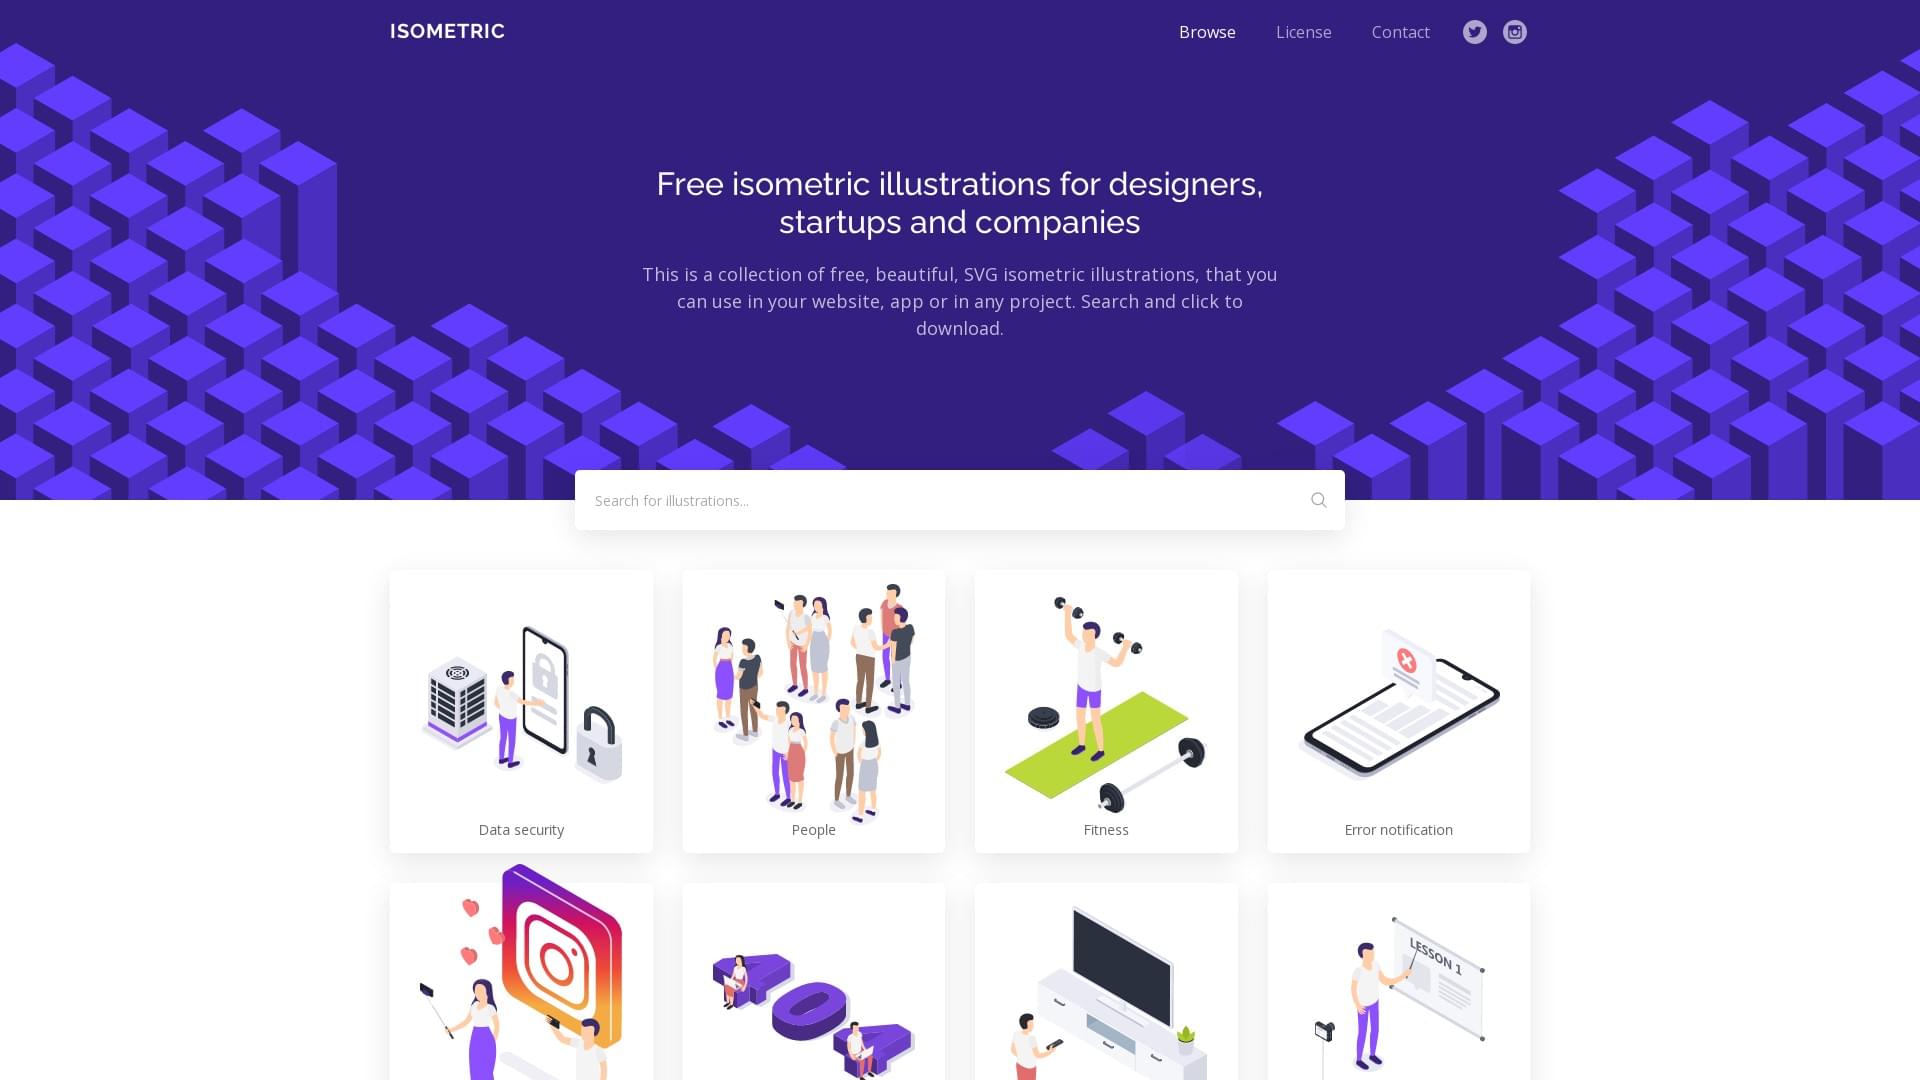 ISOMETRIC
Browse
License
Contact
Free isometric illustrations for designers,
startups and companies
This is a collection of free, beautiful, SVG isometric illustrations, that you
can use in your website, app or in any project. Search and click to
download.
Search for illustrations...
Data security
People
Fitness
Error notification
404
LESSON 1